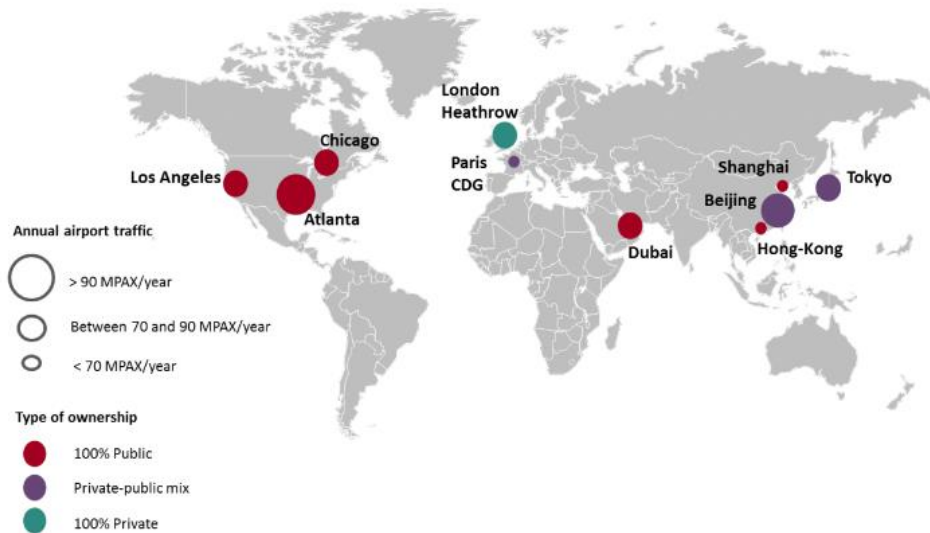 London
Heathrow
Chicago
Los Angeles
Paris
CDG
Shanghai
Tokyo
Beijing
Atlanta
Dubai
Hong-Kong
Annual airport traffic
> 90 MPAX/year
Between 70 and 90 MPAX/year
< 70 MPAX/year
Type of ownership
100% Public
Private-public mix
100% Private